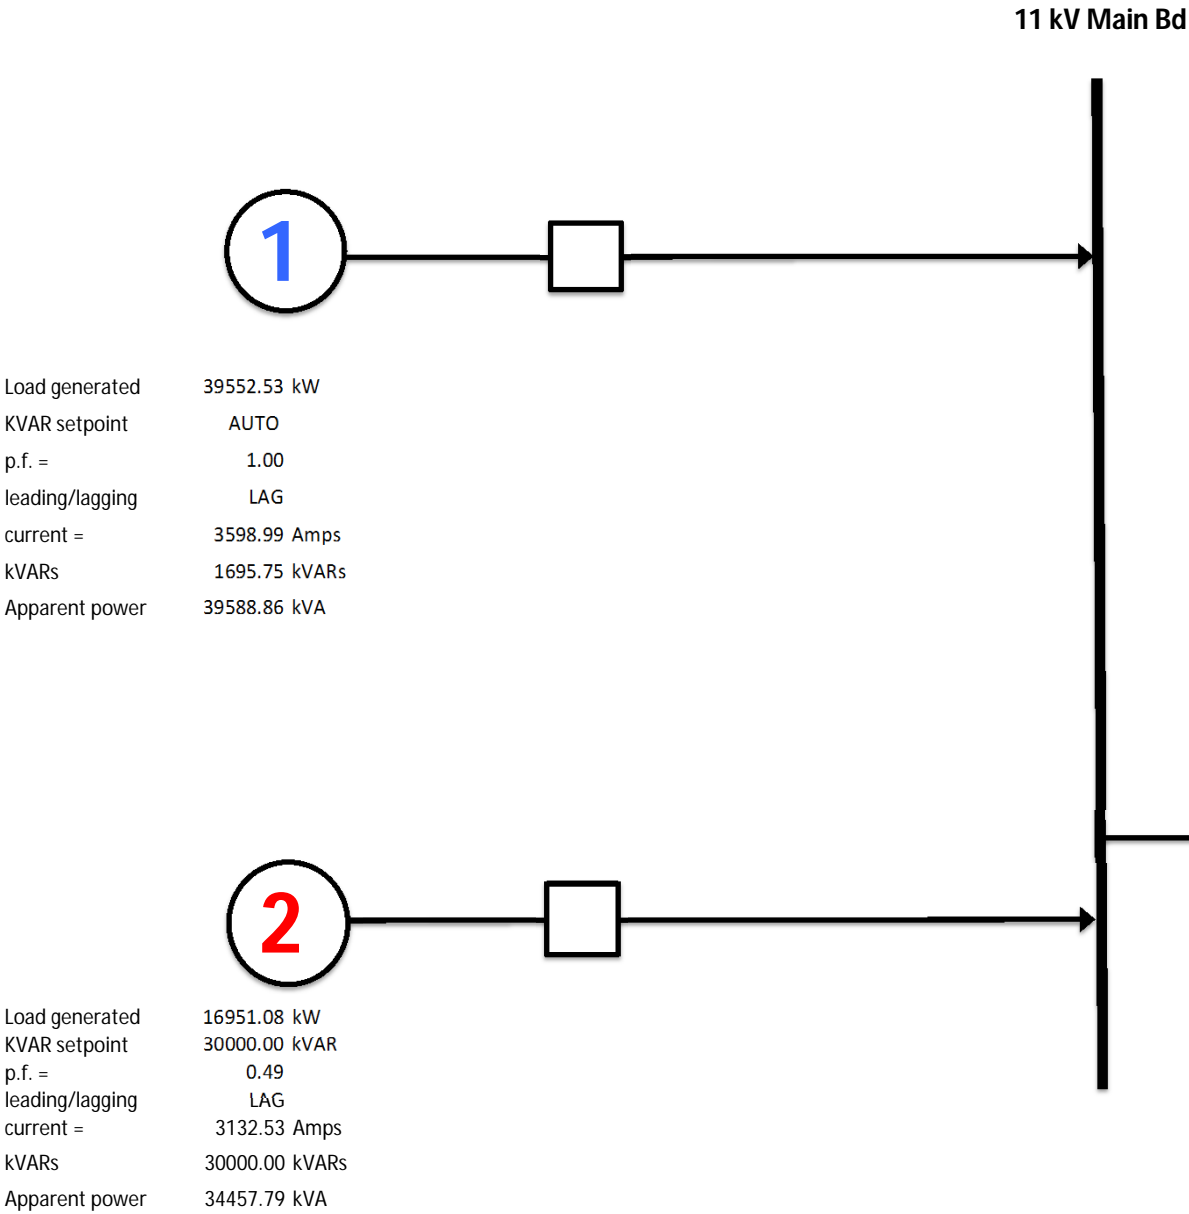 11 kV Main Bd
1
Load generated 39552.53 kW
KVAR setpoint AUTO
p.f. = 1.00
leading/lagging LAG
current = 3598.99 Amps
kVARs 1695.75 kVARs
Apparent power 39588.86 kVA
2
Load generated 16951.08 kW
KVAR setpoint 30000.00 kVAR
p.f. = 0.49
leading/lagging LAG
current = 3132.53 Amps
kVARs 30000.00 kVARs
Apparent power 34457.79 kVA